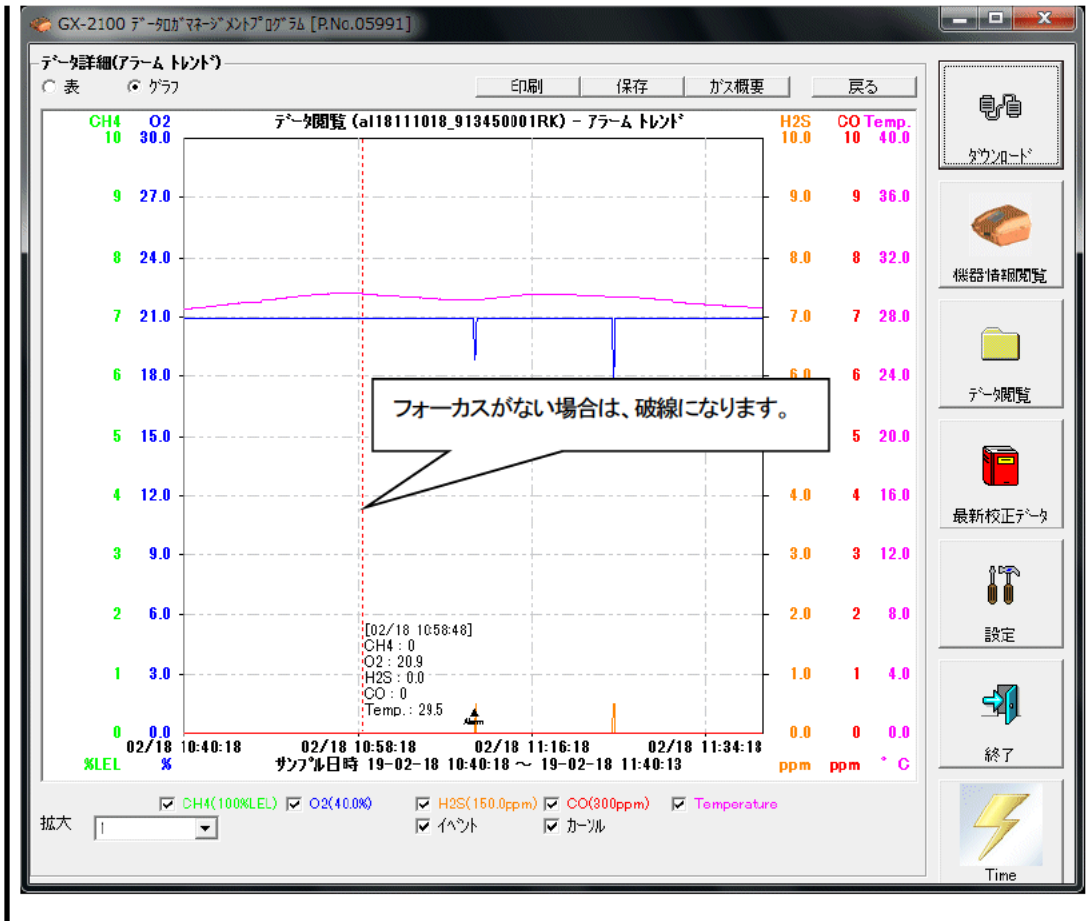 GX-2100 ﾃﾞｰﾀﾛｶﾞﾏﾈｰｼﾞﾒﾝﾄﾌﾟﾛｸﾞﾗﾑ [P.No.05991]
ﾃﾞｰﾀ詳細(ｱﾗｰﾑ ﾄﾚﾝﾄﾞ)
表 ｸﾞﾗﾌ 印刷 保存 ｶﾞｽ概要 戻る
CH4 O2 ﾃﾞｰﾀ閲覧 (al18111018_913450001RK) - ｱﾗｰﾑ ﾄﾚﾝﾄﾞ H2S CO Temp.
10 30.0 10.0 10 40.0
9 27.0 9.0 9 36.0
8 24.0 8.0 8 32.0
7 21.0 7.0 7 28.0
6 18.0 6.0 6 24.0
フォーカスがない場合は、破線になります。
5 15.0 5 20.0
4 12.0 4.0 4 16.0
3 9.0 3.0 3 12.0
2 6.0 2.0 2 8.0
[02/18 10:58:48]
CH4 : 0
O2 : 20.9
1 3.0 1.0 1 4.0
H2S : 0.0
CO : 0
Temp. : 29.5
Alarm
0 0.0 0.0 0 0.0
02/18 10:40:18 02/18 10:58:18 02/18 11:16:18 02/18 11:34:18
%LEL % ｻﾝﾌﾟﾙ日時 19-02-18 10:40:18 ～ 19-02-18 11:40:13 ppm ppm ° C
CH4(100%LEL) O2(40.0%) H2S(150.0ppm) CO(300ppm) Temperature
拡大 1 ｲﾍﾞﾝﾄ ｶｰｿﾙ
ﾀﾞｳﾝﾛｰﾄﾞ
機器情報閲覧
ﾃﾞｰﾀ閲覧
最新校正ﾃﾞｰﾀ
設定
終了
Time